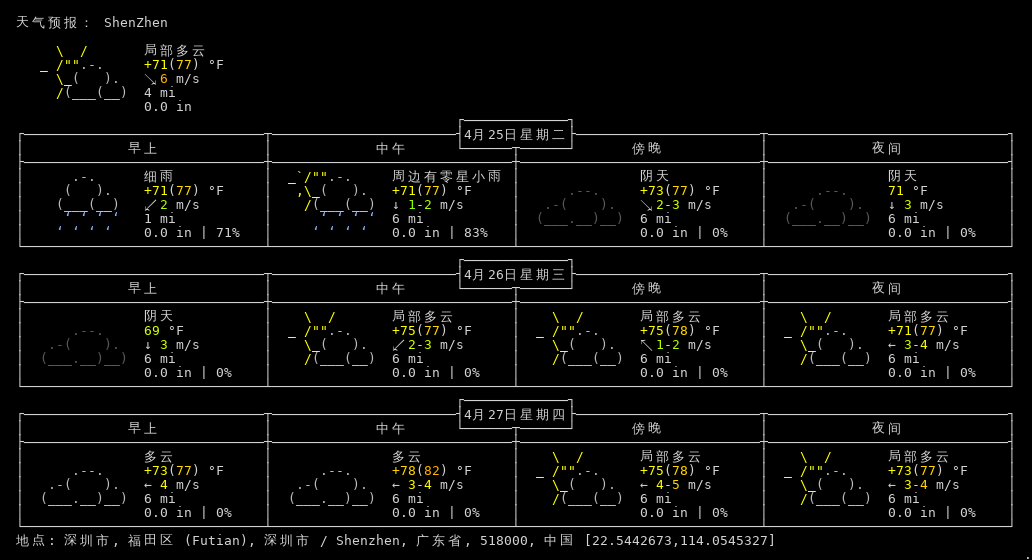 天气预报： ShenZhen
局部多云
+71(77) °F
↘6 m/s
4 mi
0.0 in
4月25日星期二
早上 中午 傍晚 夜间
细雨 周边有零星小雨 阴天 阴天
+71(77) °F +71(77) °F +73(77) °F 71 °F
↙2 m/s ↓ 1-2 m/s ↘2-3 m/s ↓ 3 m/s
1 mi 6 mi 6 mi 6 mi
0.0 in | 71% 0.0 in | 83% 0.0 in | 0% 0.0 in | 0%
4月26日星期三
早上 中午 傍晚 夜间
阴天 局部多云 局部多云 局部多云
69 °F +75(77) °F +75(78) °F +71(77) °F
↓ 3 m/s ↙2-3 m/s ↖1-2 m/s ← 3-4 m/s
6 mi 6 mi 6 mi 6 mi
0.0 in | 0% 0.0 in | 0% 0.0 in | 0% 0.0 in | 0%
4月27日星期四
早上 中午 傍晚 夜间
多云 多云 局部多云 局部多云
+73(77) °F +78(82) °F +75(78) °F +73(77) °F
← 4 m/s ← 3-4 m/s ← 4-5 m/s ← 3-4 m/s
6 mi 6 mi 6 mi 6 mi
0.0 in | 0% 0.0 in | 0% 0.0 in | 0% 0.0 in | 0%
地点: 深圳市, 福田区 (Futian), 深圳市 / Shenzhen, 广东省, 518000, 中国 [22.5442673,114.0545327]